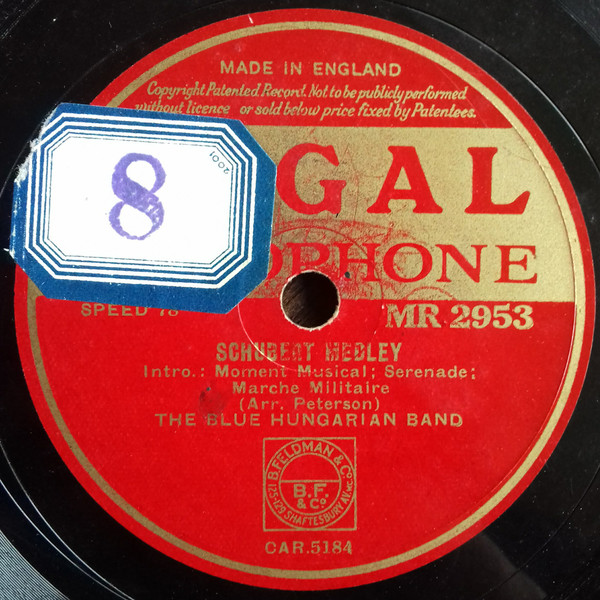 MADE IN ENGLAND
Copyright Patented Record. Not to be publicly performed
without licence or sold below price fixed by Patentees.
GAL
OPHONE
8
2001
SPEED 78
MR 2953
SCHUBERT MEDLEY
Intro.: Moment Musical; Serenade;
Marche Militaire
(Arr. Peterson)
THE BLUE HUNGARIAN BAND
B. FELDMAN & Co
B.F.
& Co
125-129 SHAFTESBURY AV.
CAR.5184